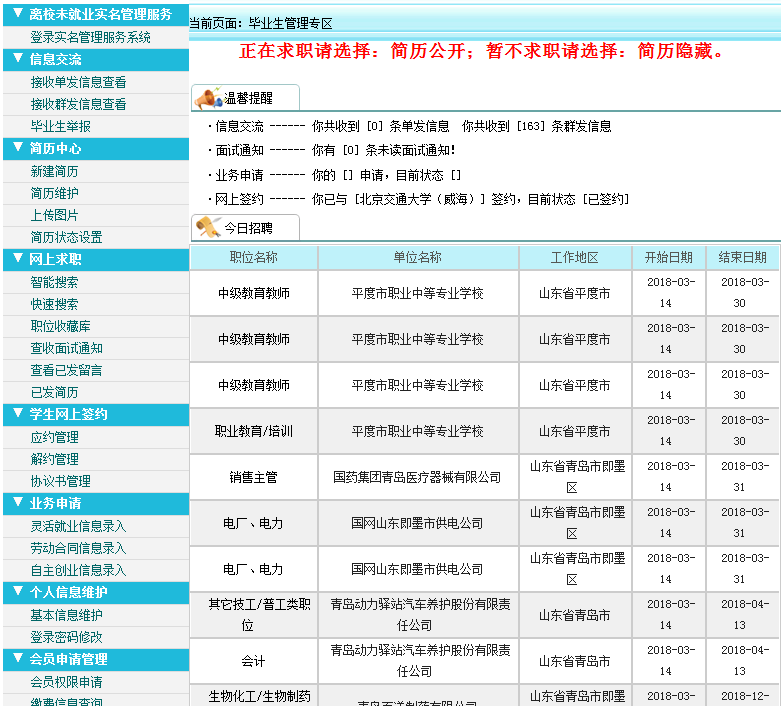 ▼ 离校未就业实名管理服务
登录实名管理服务系统
▼ 信息交流
接收单发信息查看
接收群发信息查看
毕业生举报
▼ 简历中心
新建简历
简历维护
上传图片
简历状态设置
▼ 网上求职
智能搜索
快速搜索
职位收藏库
查收面试通知
查看已发留言
已发简历
▼ 学生网上签约
应约管理
解约管理
协议书管理
▼ 业务申请
灵活就业信息录入
劳动合同信息录入
自主创业信息录入
▼ 个人信息维护
基本信息维护
登录密码修改
▼ 会员申请管理
会员权限申请
缴费信息查询
当前页面：毕业生管理专区
正在求职请选择：简历公开；暂不求职请选择：简历隐藏。
温馨提醒
·信息交流 ------ 你共收到 [0] 条单发信息 你共收到 [163] 条群发信息
·面试通知 ------ 你有 [0] 条未读面试通知!
·业务申请 ------ 你的 [] 申请，目前状态 []
·网上签约 ------ 你已与 [北京交通大学（威海）] 签约，目前状态 [已签约]
今日招聘
职位名称 单位名称 工作地区 开始日期 结束日期
中级教育教师 平度市职业中等专业学校 山东省平度市 2018-03-14 2018-03-30
中级教育教师 平度市职业中等专业学校 山东省平度市 2018-03-14 2018-03-30
中级教育教师 平度市职业中等专业学校 山东省平度市 2018-03-14 2018-03-30
职业教育/培训 平度市职业中等专业学校 山东省平度市 2018-03-14 2018-03-30
销售主管 国药集团青岛医疗器械有限公司 山东省青岛市即墨区 2018-03-14 2018-03-31
电厂、电力 国网山东即墨市供电公司 山东省青岛市即墨区 2018-03-14 2018-03-31
电厂、电力 国网山东即墨市供电公司 山东省青岛市即墨区 2018-03-14 2018-03-31
其它技工/普工类职位 青岛动力驿站汽车养护股份有限责任公司 山东省青岛市 2018-03-14 2018-04-13
会计 青岛动力驿站汽车养护股份有限责任公司 山东省青岛市 2018-03-14 2018-04-13
生物化工/生物制药 山东省青岛市即墨 2018-03- 2018-12-